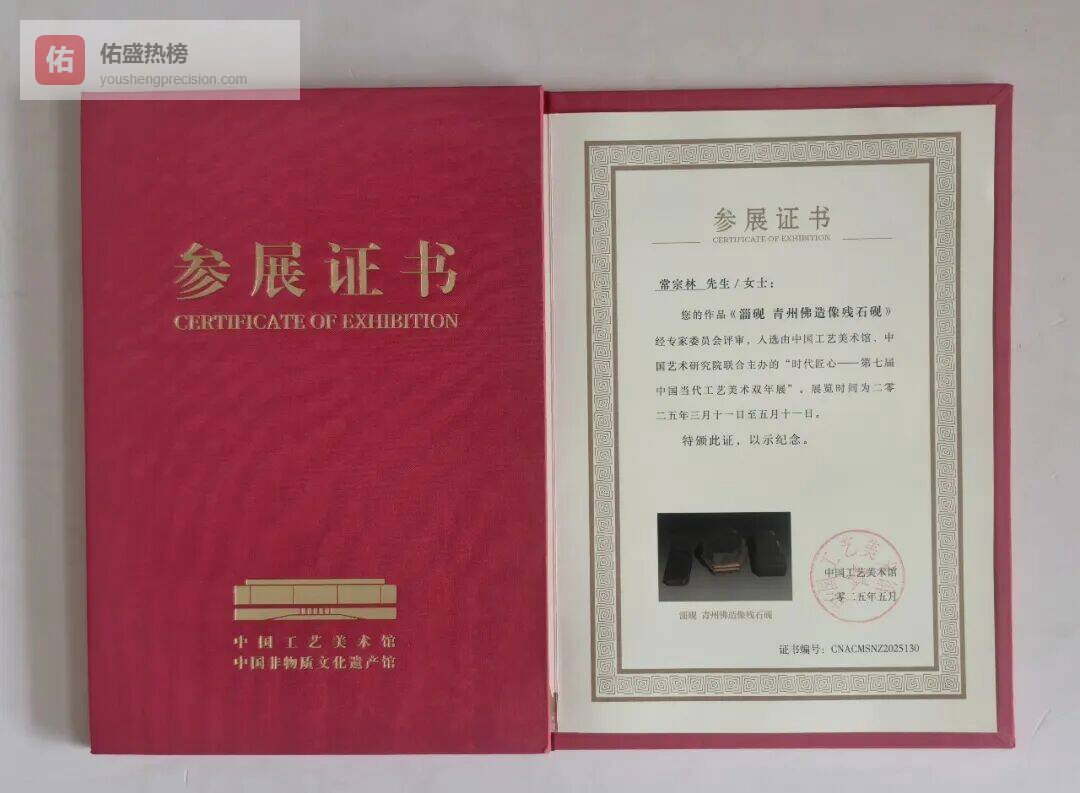 佑
佑盛热榜
youshengprecision.com
参展证书
CERTIFICATE OF EXHIBITION
中国工艺美术馆
中国非物质文化遗产馆
参展证书
CERTIFICATE OF EXHIBITION
常宗林 先生/女士：
您的作品《淄砚 青州佛造像残石砚》
经专家委员会评审，入选由中国工艺美术馆、中
国艺术研究院联合主办的“时代匠心——第七届
中国当代工艺美术双年展”。展览时间为二零
二五年三月十一日至五月十一日。
特颁此证，以示纪念。
淄砚 青州佛造像残石砚
中国工艺美术馆
二零二五年五月
证书编号：CNACMSNZ2025130